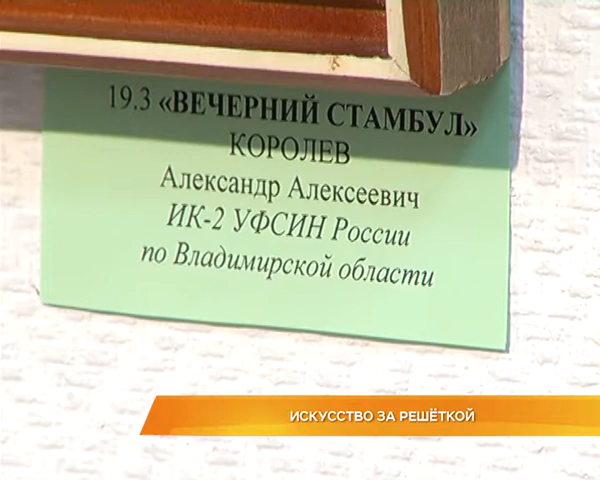 19.3 «ВЕЧЕРНИЙ СТАМБУЛ»
КОРОЛЕВ
Александр Алексеевич
ИК-2 УФСИН России
по Владимирской области
ИСКУССТВО ЗА РЕШЁТКОЙ